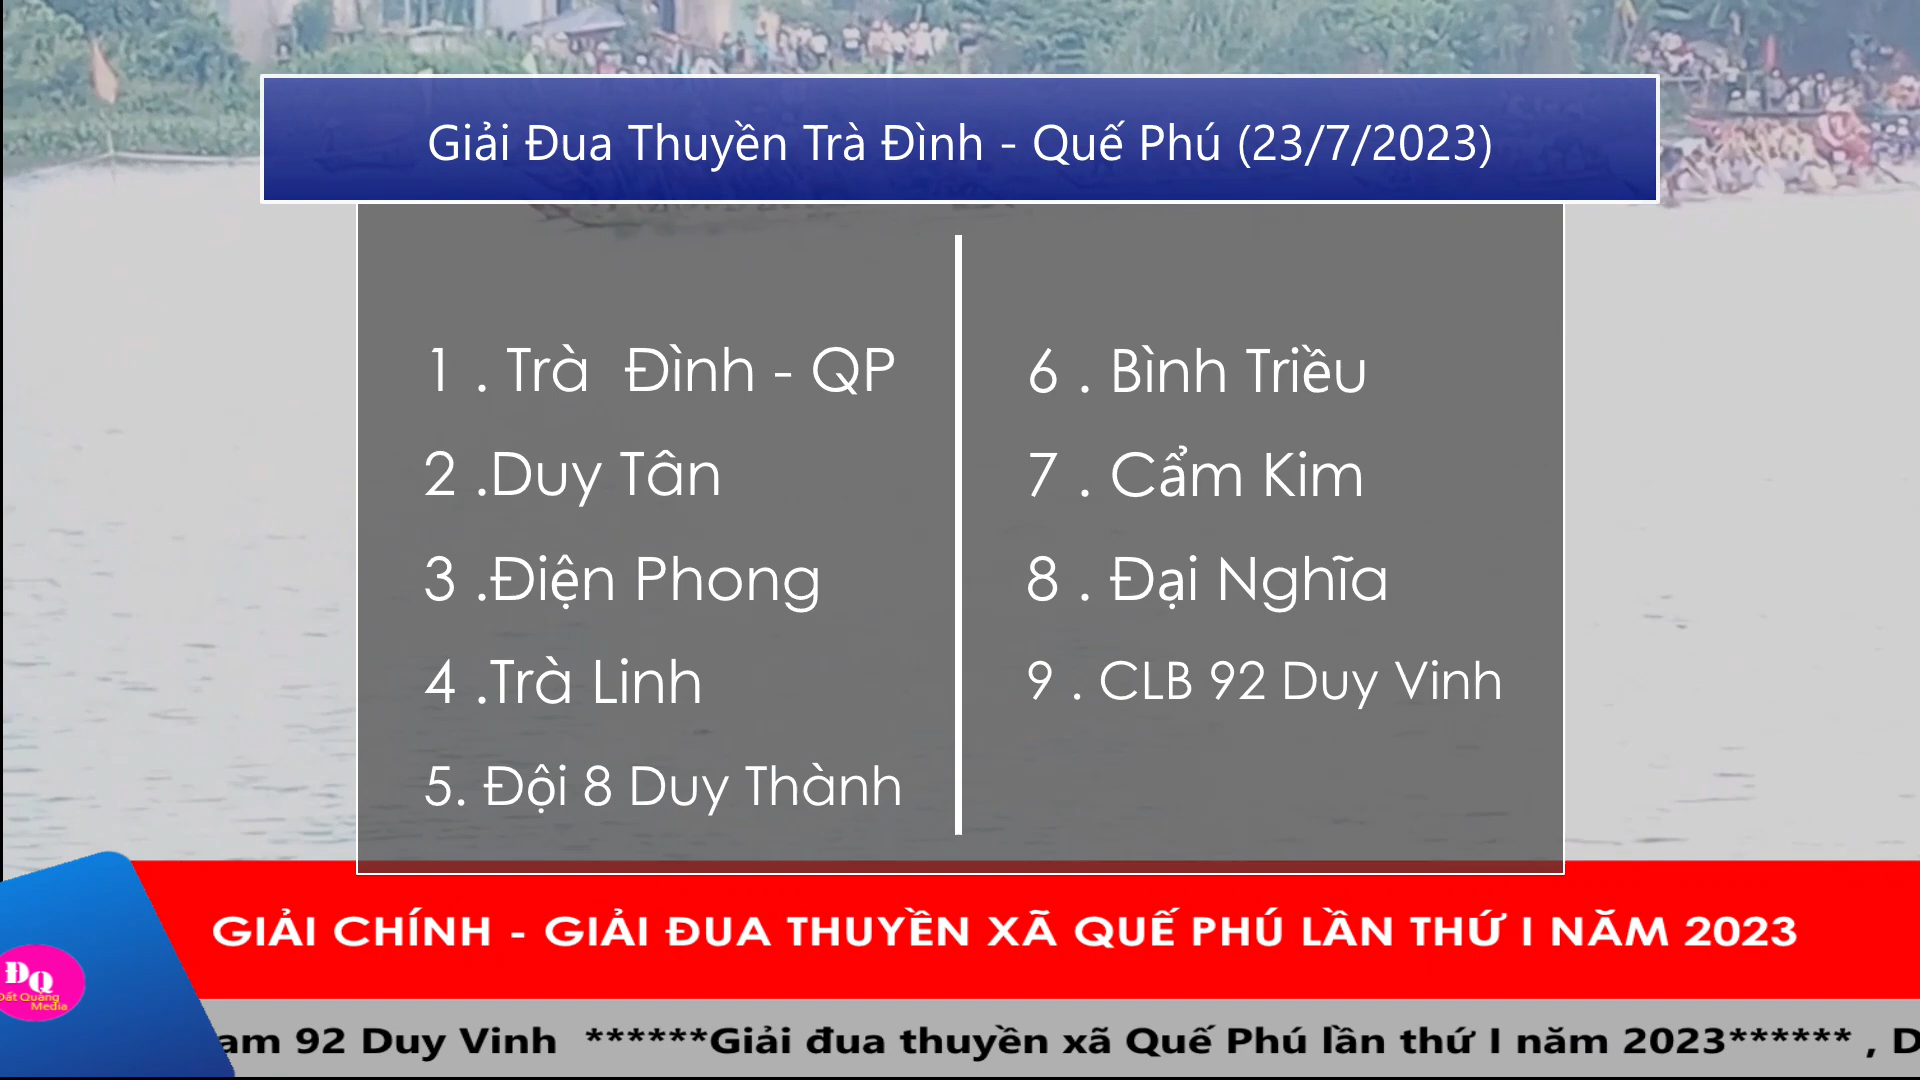 Giải Đua Thuyền Trà Đình - Quế Phú (23/7/2023)
1 . Trà  Đình - QP
2 .Duy Tân
3 .Điện Phong
4 .Trà Linh
5. Đội 8 Duy Thành
6 . Bình Triều
7 . Cẩm Kim
8 . Đại Nghĩa
9 . CLB 92 Duy Vinh
GIẢI CHÍNH - GIẢI ĐUA THUYỀN XÃ QUẾ PHÚ LẦN THỨ I NĂM 2023
ĐQ
Đất Quảng
Media
am 92 Duy Vinh  ******Giải đua thuyền xã Quế Phú lần thứ I năm 2023****** , D